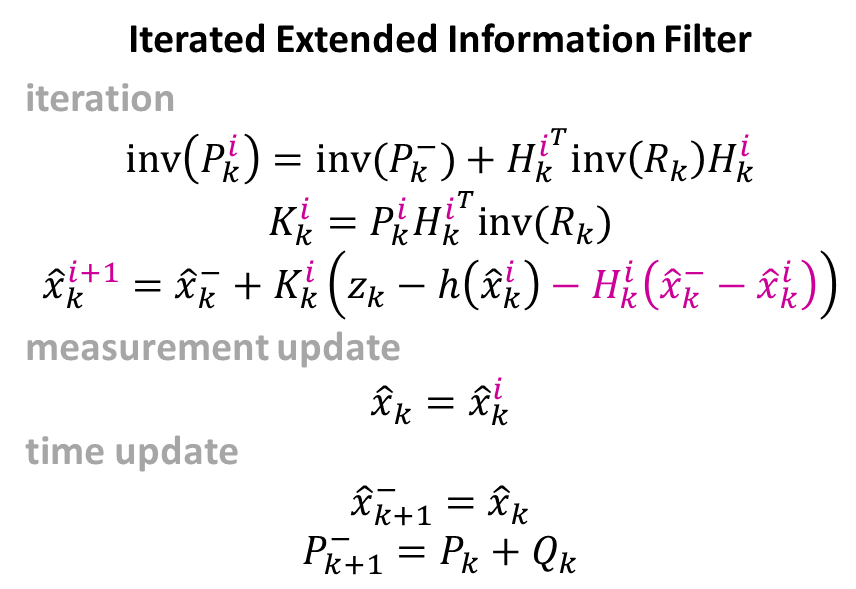 Iterated Extended Information Filter
iteration
inv(P_k^i) = inv(P_k^-) + H_k^{i^T} inv(R_k) H_k^i
K_k^i = P_k^i H_k^{i^T} inv(R_k)
x̂_k^{i+1} = x̂_k^- + K_k^i (z_k − h(x̂_k^i) − H_k^i (x̂_k^- − x̂_k^i))
measurement update
x̂_k = x̂_k^i
time update
x̂_{k+1}^- = x̂_k
P_{k+1}^- = P_k + Q_k